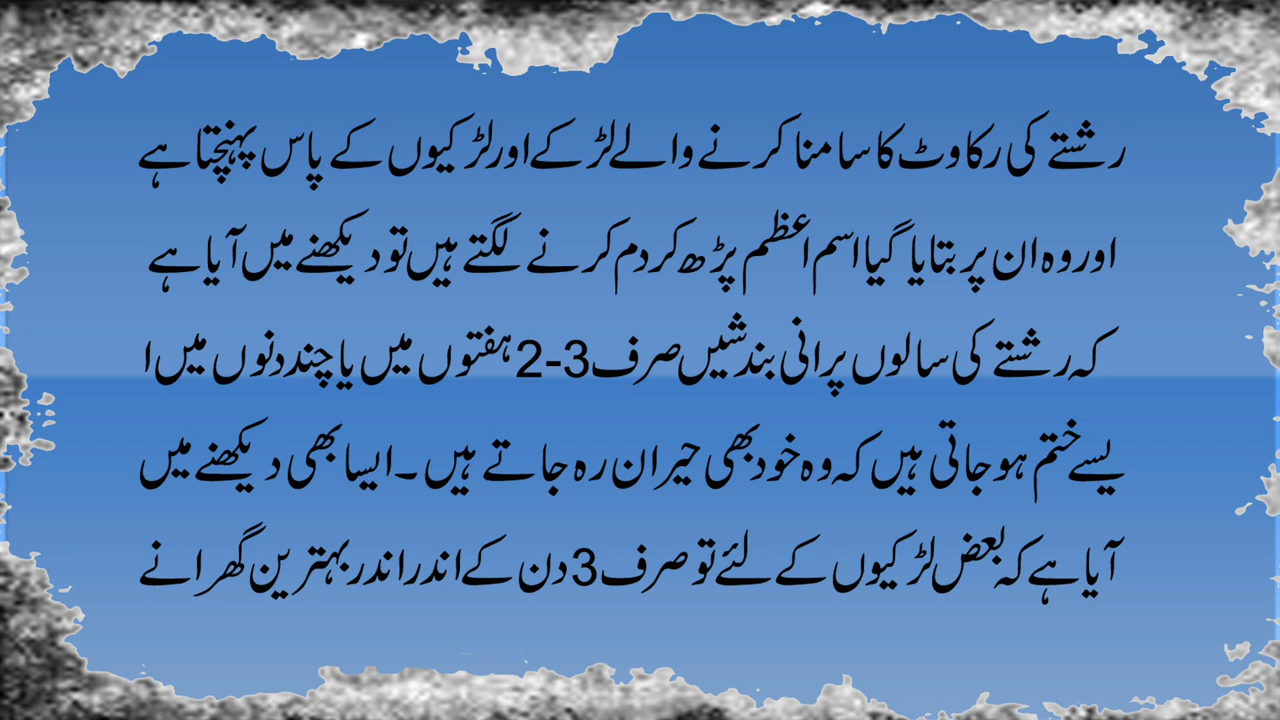 رشتے کی رکاوٹ کا سامنا کرنے والے لڑکے اور لڑکیوں کے پاس پہنچتا ہے
اور وہ ان پر بتایا گیا اسم اعظم پڑھ کر دم کرنے لگتے ہیں تو دیکھنے میں آیا ہے
کہ رشتے کی سالوں پرانی بندشیں صرف 3-2 ہفتوں میں یا چند دنوں میں ا
یسے ختم ہو جاتی ہیں کہ وہ خود بھی حیران رہ جاتے ہیں۔ ایسا بھی دیکھنے میں
آیا ہے کہ بعض لڑکیوں کے لئے تو صرف 3 دن کے اندر اندر بہترین گھرانے